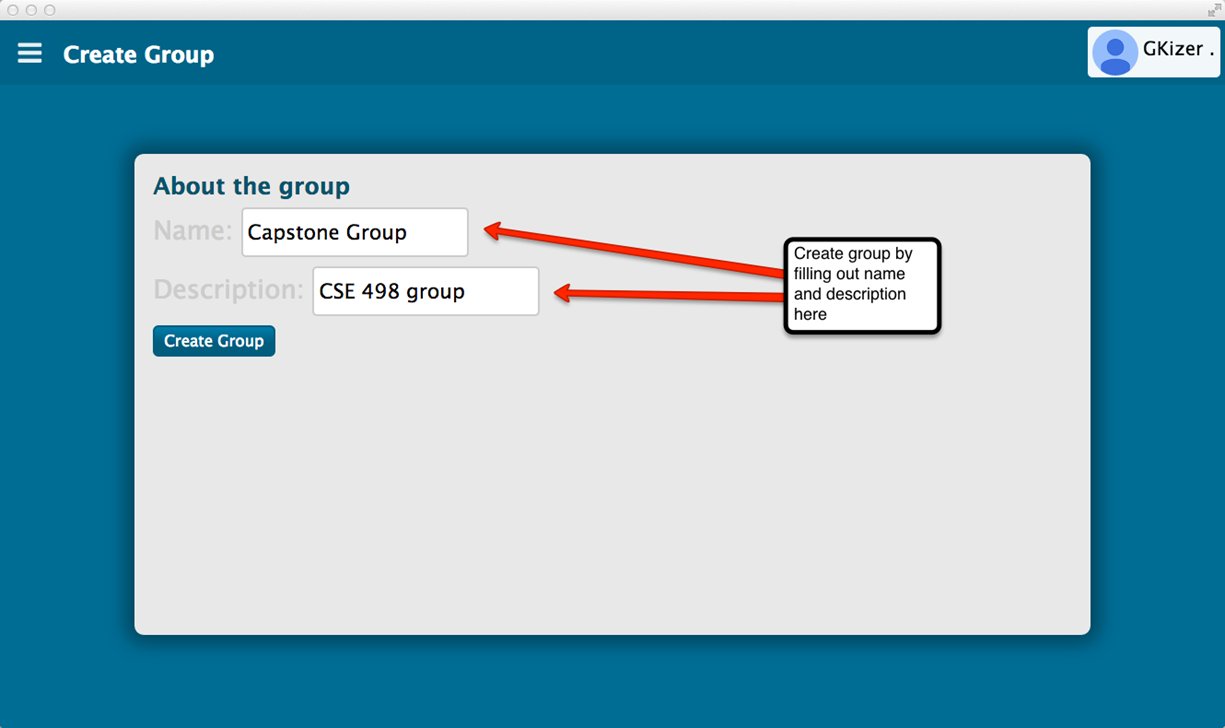 Create Group
GKizer .
About the group
Name: Capstone Group
Description: CSE 498 group
Create Group
Create group by
filling out name
and description
here